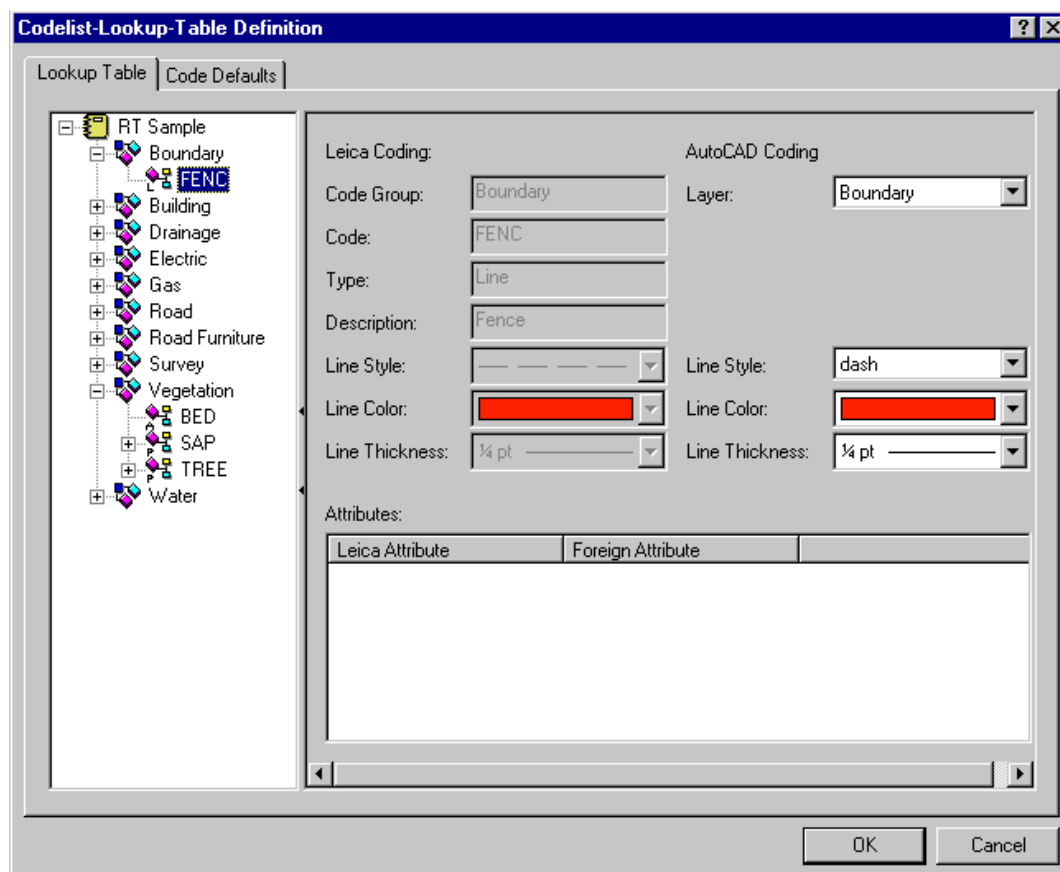 Codelist-Lookup-Table Definition
Lookup Table
Code Defaults
RT Sample
Boundary
L
FENC
Building
Drainage
Electric
Gas
Road
Road Furniture
Survey
Vegetation
A
BED
P
SAP
P
TREE
Water
Leica Coding:
AutoCAD Coding
Code Group:
Boundary
Layer:
Boundary
Code:
FENC
Type:
Line
Description:
Fence
Line Style:
Line Style:
dash
Line Color:
Line Color:
Line Thickness:
¼ pt
Line Thickness:
¼ pt
Attributes:
Leica Attribute
Foreign Attribute
OK
Cancel